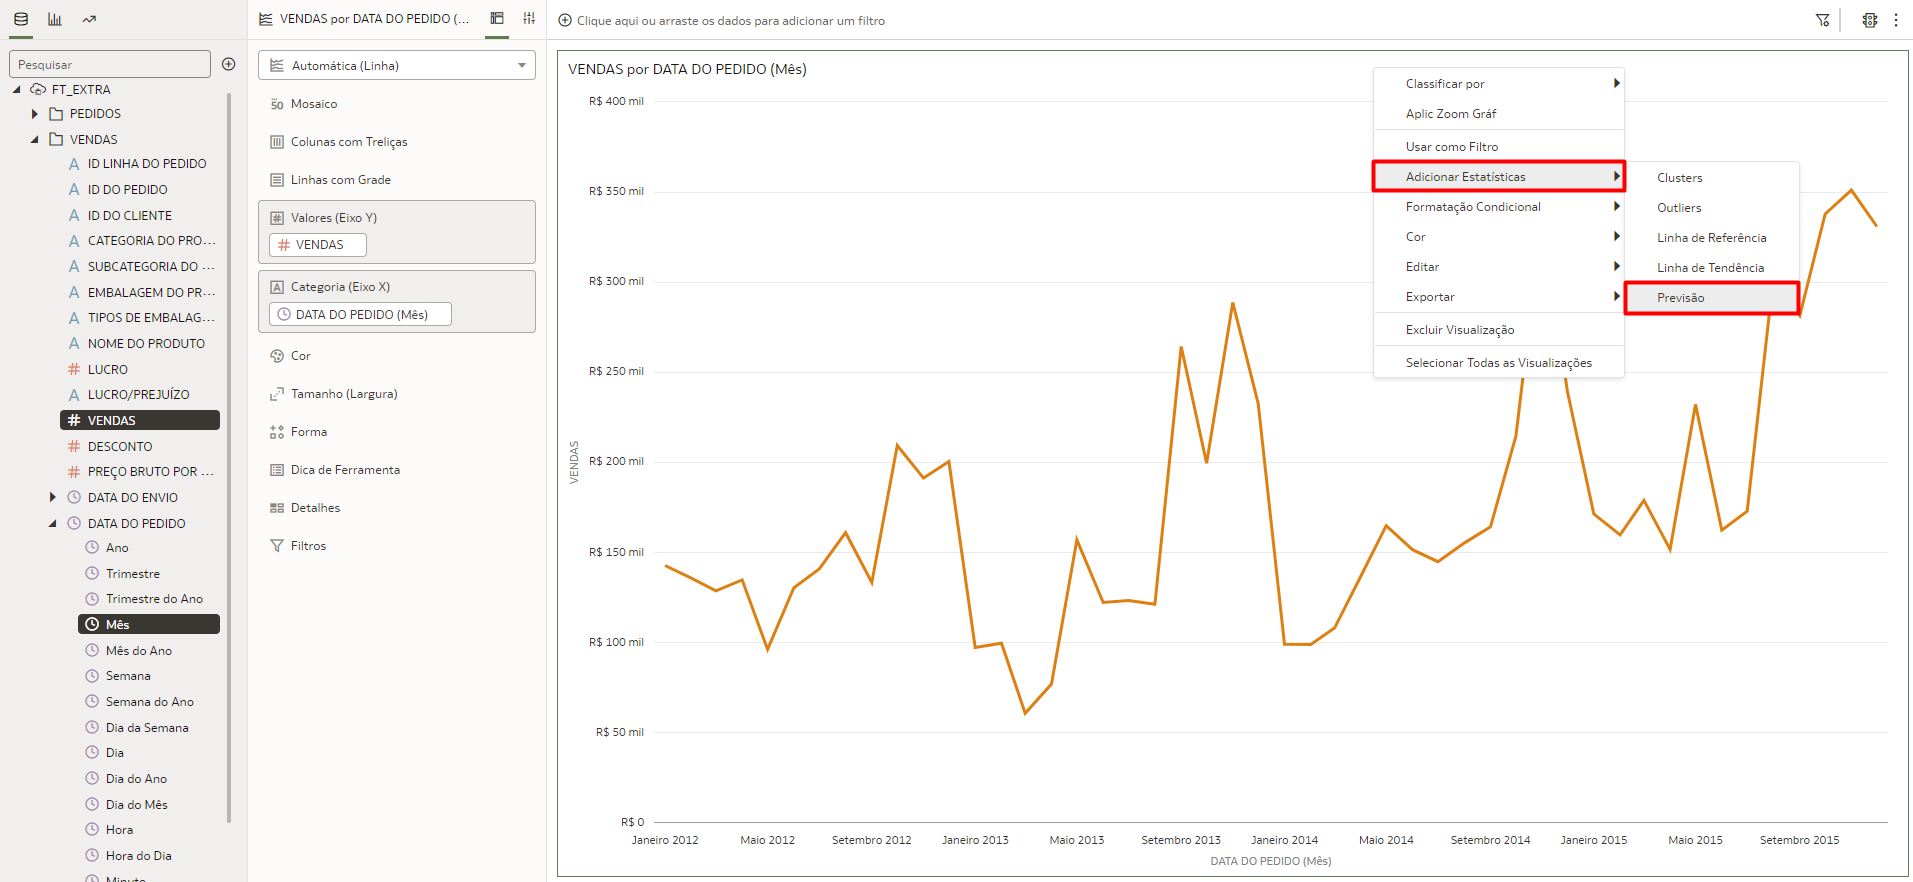 Pesquisar
FT_EXTRA
PEDIDOS
VENDAS
ID LINHA DO PEDIDO
ID DO PEDIDO
ID DO CLIENTE
CATEGORIA DO PRO...
SUBCATEGORIA DO ...
EMBALAGEM DO PR...
TIPOS DE EMBALAG...
NOME DO PRODUTO
LUCRO
LUCRO/PREJUÍZO
VENDAS
DESCONTO
PREÇO BRUTO POR ...
DATA DO ENVIO
DATA DO PEDIDO
Ano
Trimestre
Trimestre do Ano
Mês
Mês do Ano
Semana
Semana do Ano
Dia da Semana
Dia
Dia do Ano
Dia do Mês
Hora
Hora do Dia
Minuto
VENDAS por DATA DO PEDIDO (...
Automática (Linha)
Mosaico
Colunas com Treliças
Linhas com Grade
Valores (Eixo Y)
VENDAS
Categoria (Eixo X)
DATA DO PEDIDO (Mês)
Cor
Tamanho (Largura)
Forma
Dica de Ferramenta
Detalhes
Filtros
Clique aqui ou arraste os dados para adicionar um filtro
VENDAS por DATA DO PEDIDO (Mês)
R$ 400 mil
R$ 350 mil
R$ 300 mil
R$ 250 mil
R$ 200 mil
R$ 150 mil
R$ 100 mil
R$ 50 mil
R$ 0
VENDAS
Janeiro 2012
Maio 2012
Setembro 2012
Janeiro 2013
Maio 2013
Setembro 2013
Janeiro 2014
Maio 2014
Setembro 2014
Janeiro 2015
Maio 2015
Setembro 2015
DATA DO PEDIDO (Mês)
Classificar por
Aplic Zoom Gráf
Usar como Filtro
Adicionar Estatísticas
Formatação Condicional
Cor
Editar
Exportar
Excluir Visualização
Selecionar Todas as Visualizações
Clusters
Outliers
Linha de Referência
Linha de Tendência
Previsão